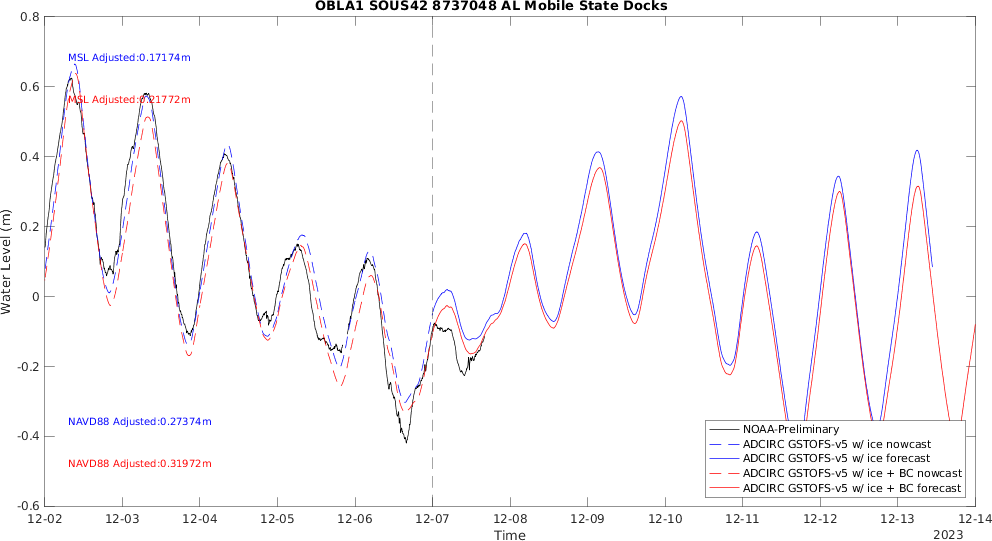 OBLA1 SOUS42 8737048 AL Mobile State Docks
0.8
0.6
0.4
0.2
0
-0.2
-0.4
-0.6
Water Level (m)
MSL Adjusted:0.17174m
MSL Adjusted:0.21772m
NAVD88 Adjusted:0.27374m
NAVD88 Adjusted:0.31972m
NOAA-Preliminary
ADCIRC GSTOFS-v5 w/ ice nowcast
ADCIRC GSTOFS-v5 w/ ice forecast
ADCIRC GSTOFS-v5 w/ ice + BC nowcast
ADCIRC GSTOFS-v5 w/ ice + BC forecast
12-02 12-03 12-04 12-05 12-06 12-07 12-08 12-09 12-10 12-11 12-12 12-13 12-14
Time
2023